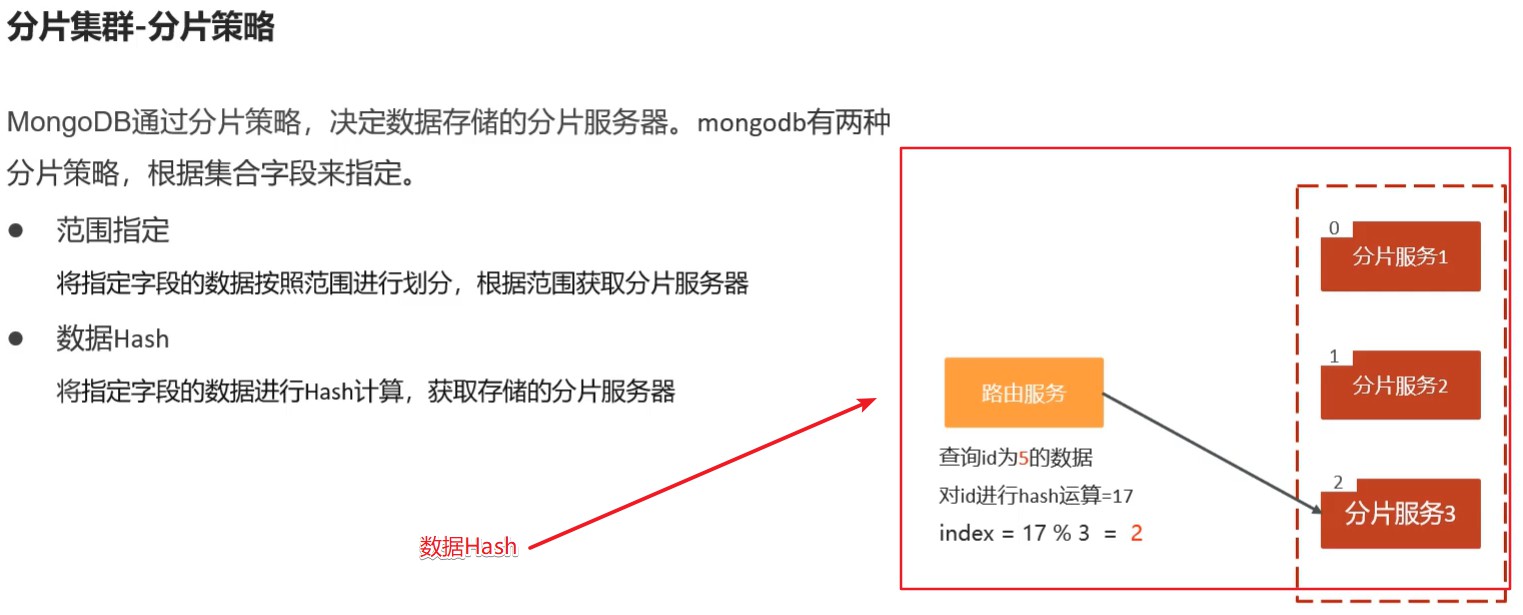 分片集群-分片策略
MongoDB通过分片策略，决定数据存储的分片服务器。mongodb有两种
分片策略，根据集合字段来指定。
● 范围指定
将指定字段的数据按照范围进行划分，根据范围获取分片服务器
● 数据Hash
将指定字段的数据进行Hash计算，获取存储的分片服务器
数据Hash
路由服务
查询id为5的数据
对id进行hash运算=17
index = 17 % 3 = 2
0
分片服务1
1
分片服务2
2
分片服务3